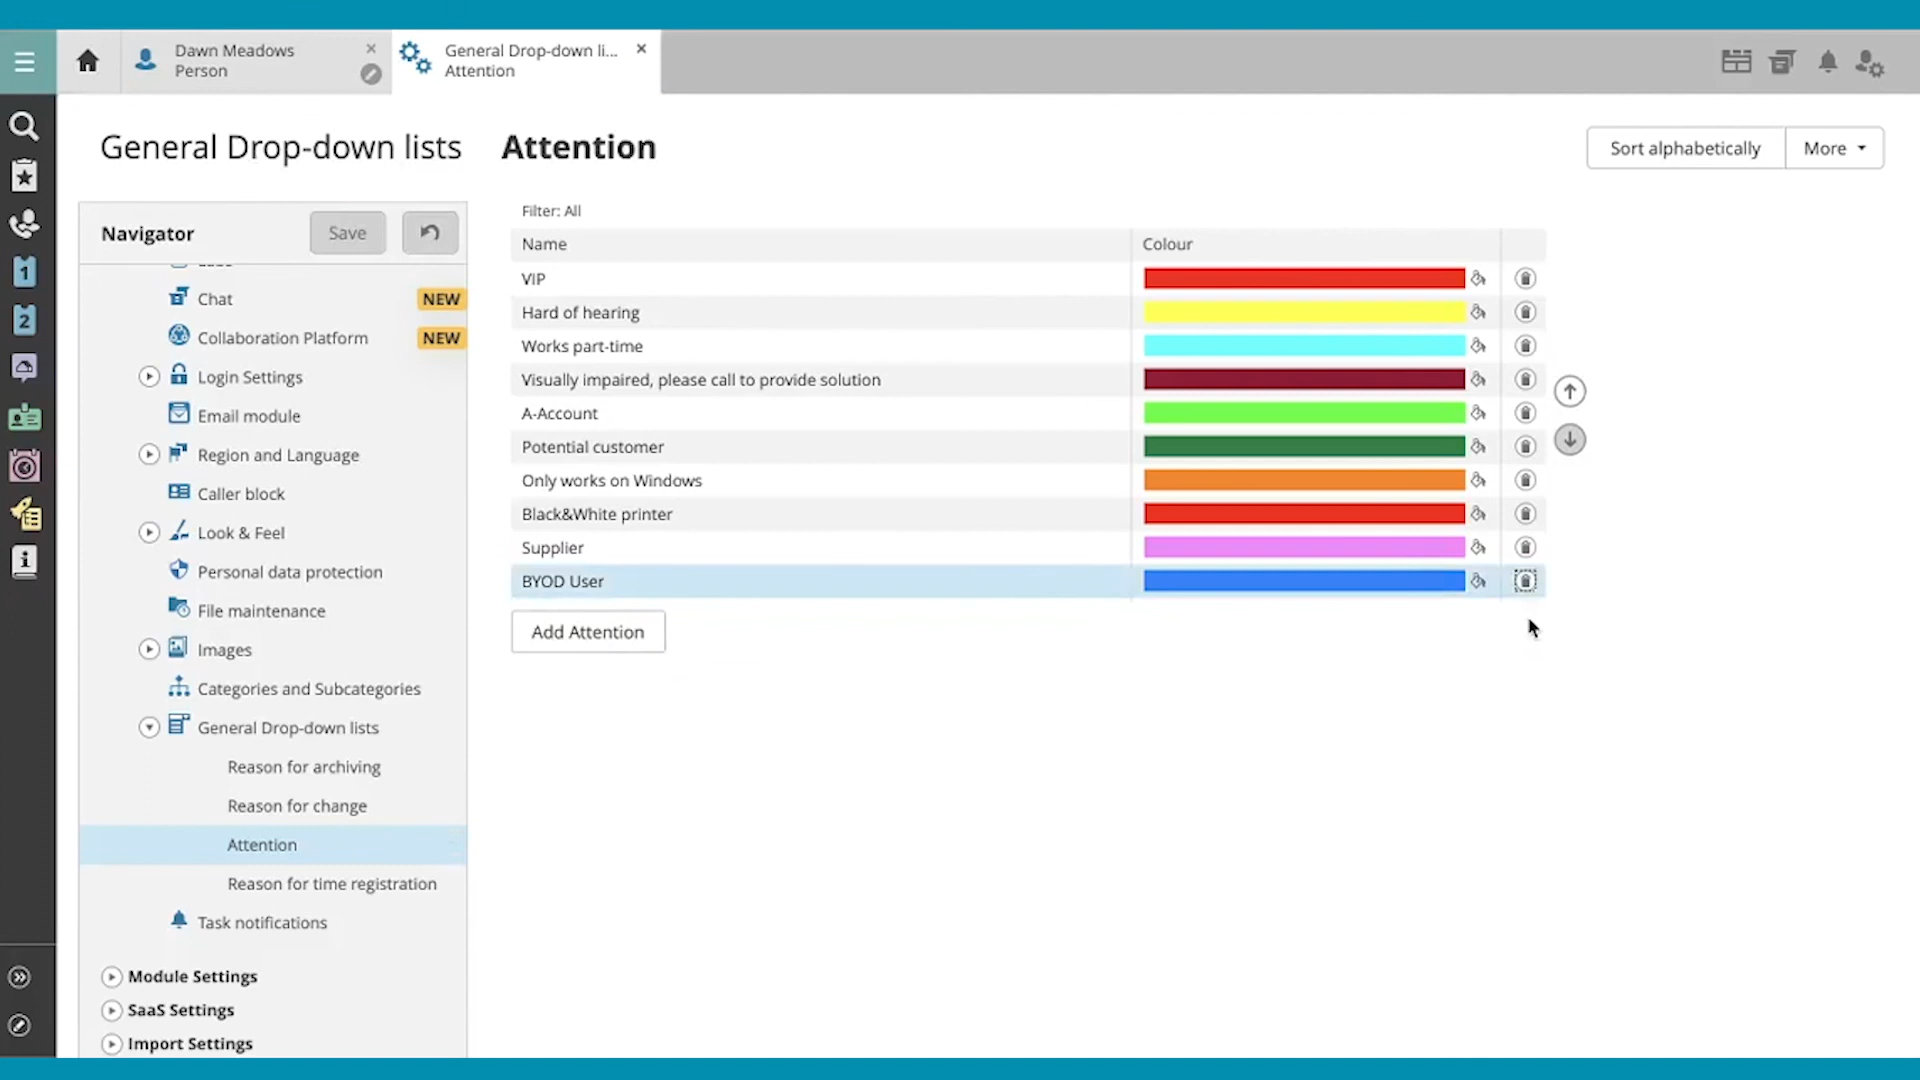 Dawn Meadows
Person
General Drop-down li...
Attention
General Drop-down lists
Attention
Sort alphabetically
More
Navigator
Save
Chat
NEW
Collaboration Platform
NEW
Login Settings
Email module
Region and Language
Caller block
Look & Feel
Personal data protection
File maintenance
Images
Categories and Subcategories
General Drop-down lists
Reason for archiving
Reason for change
Attention
Reason for time registration
Task notifications
Module Settings
SaaS Settings
Import Settings
Filter: All
Name Colour
VIP
Hard of hearing
Works part-time
Visually impaired, please call to provide solution
A-Account
Potential customer
Only works on Windows
Black&White printer
Supplier
BYOD User
Add Attention
1
2